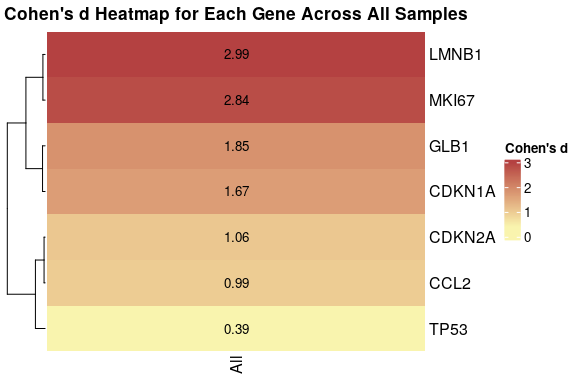 Cohen's d Heatmap for Each Gene Across All Samples
2.99 LMNB1
2.84 MKI67
1.85 GLB1
1.67 CDKN1A
1.06 CDKN2A
0.99 CCL2
0.39 TP53
All
Cohen's d
3
2
1
0